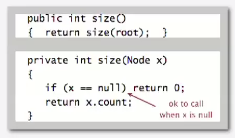 public int size()
{ return size(root); }
private int size(Node x)
{
if (x == null) return 0;
return x.count;
}
ok to call
when x is null